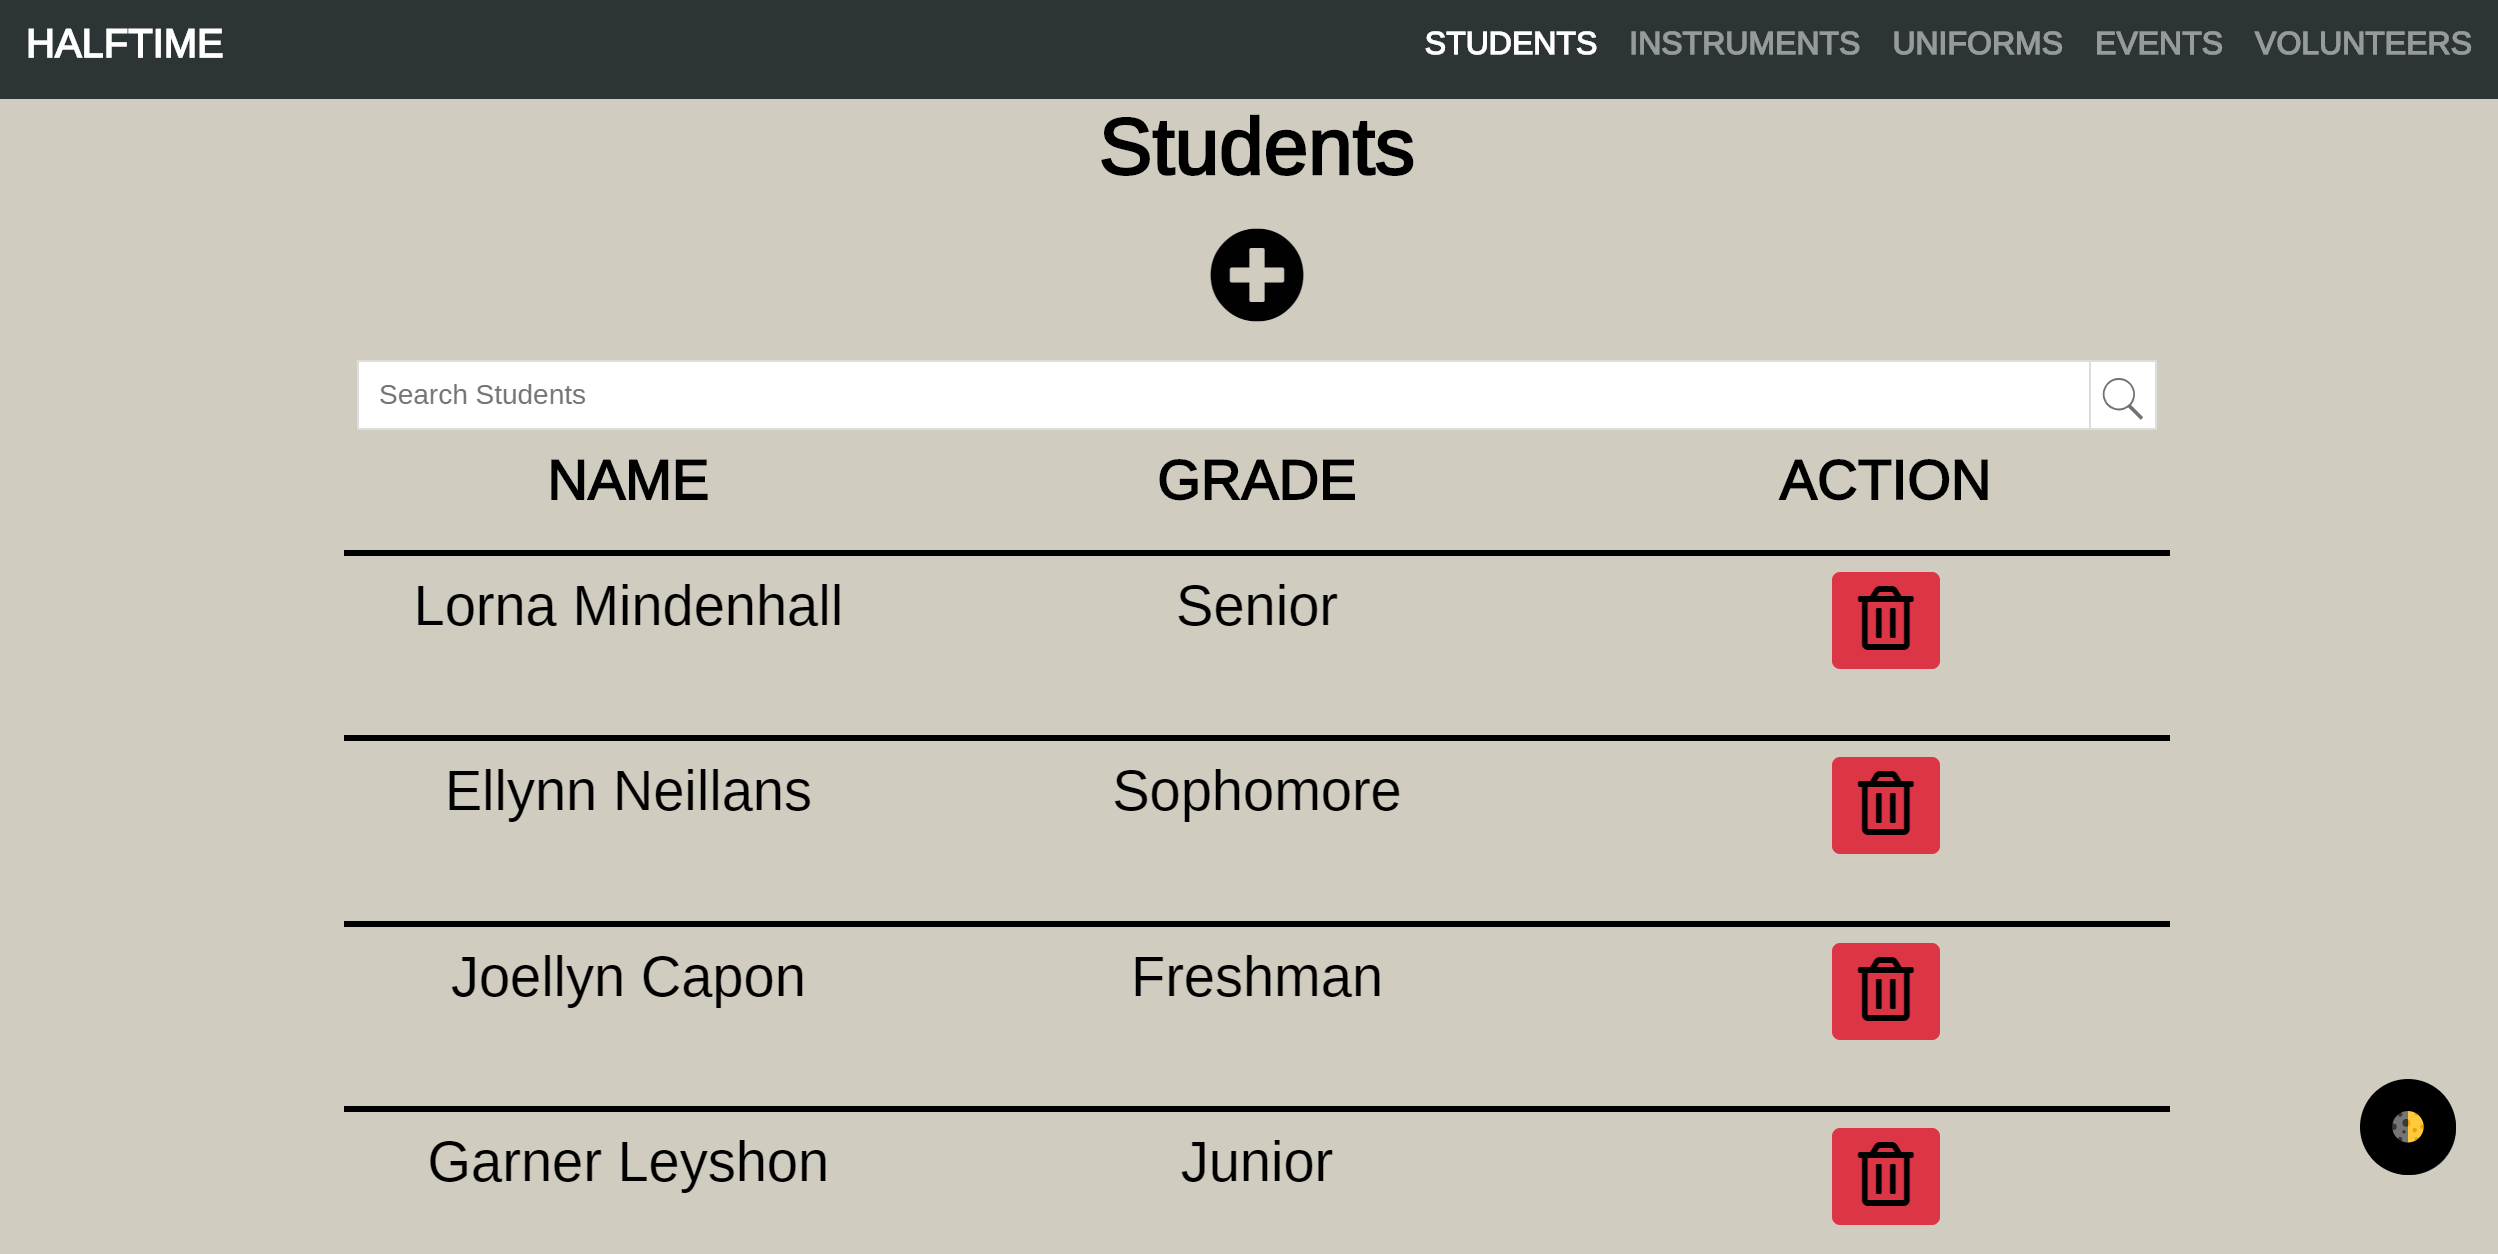 HALFTIME STUDENTS INSTRUMENTS UNIFORMS EVENTS VOLUNTEERS
Students
Search Students
NAME GRADE ACTION
Lorna Mindenhall Senior
Ellynn Neillans Sophomore
Joellyn Capon Freshman
Garner Leyshon Junior